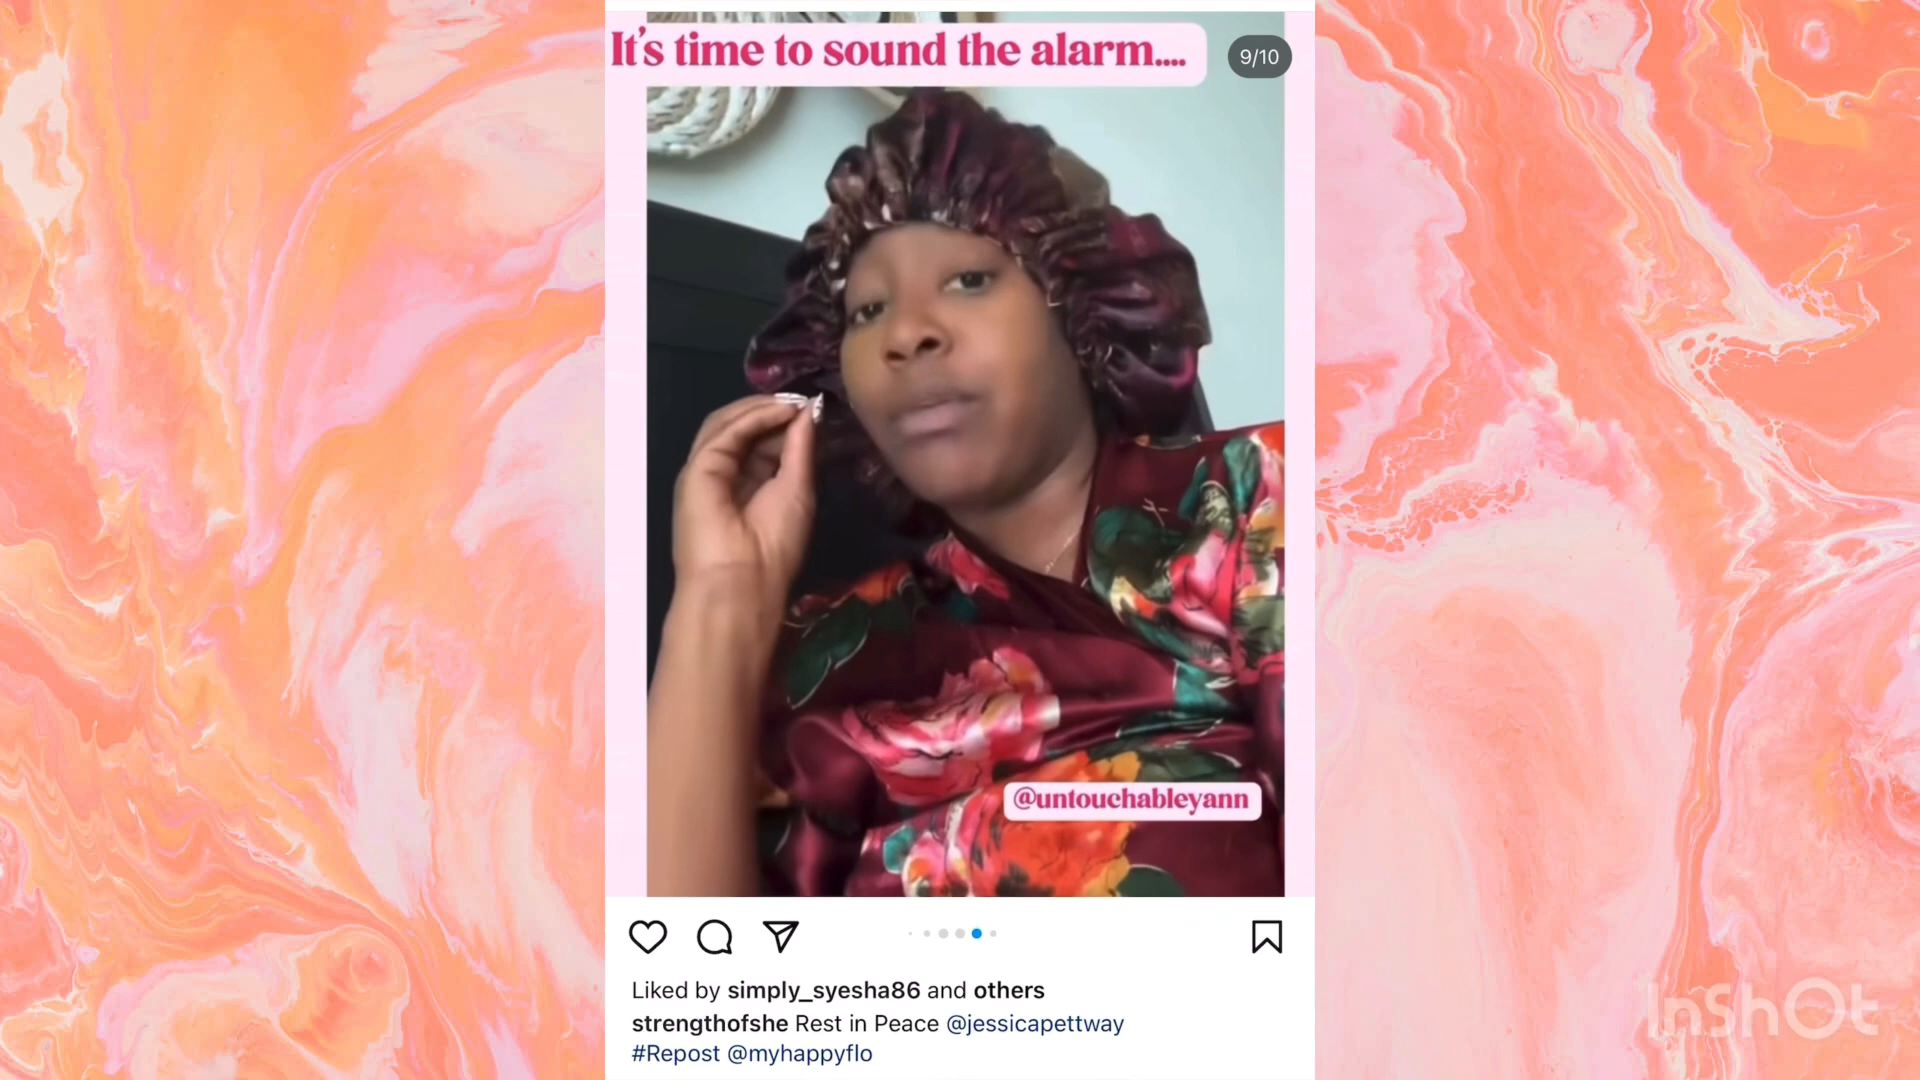 It's time to sound the alarm....
9/10
@untouchableyann
Liked by simply_syesha86 and others
strengthofshe Rest in Peace @jessicapettway
#Repost @myhappyflo
InShOt